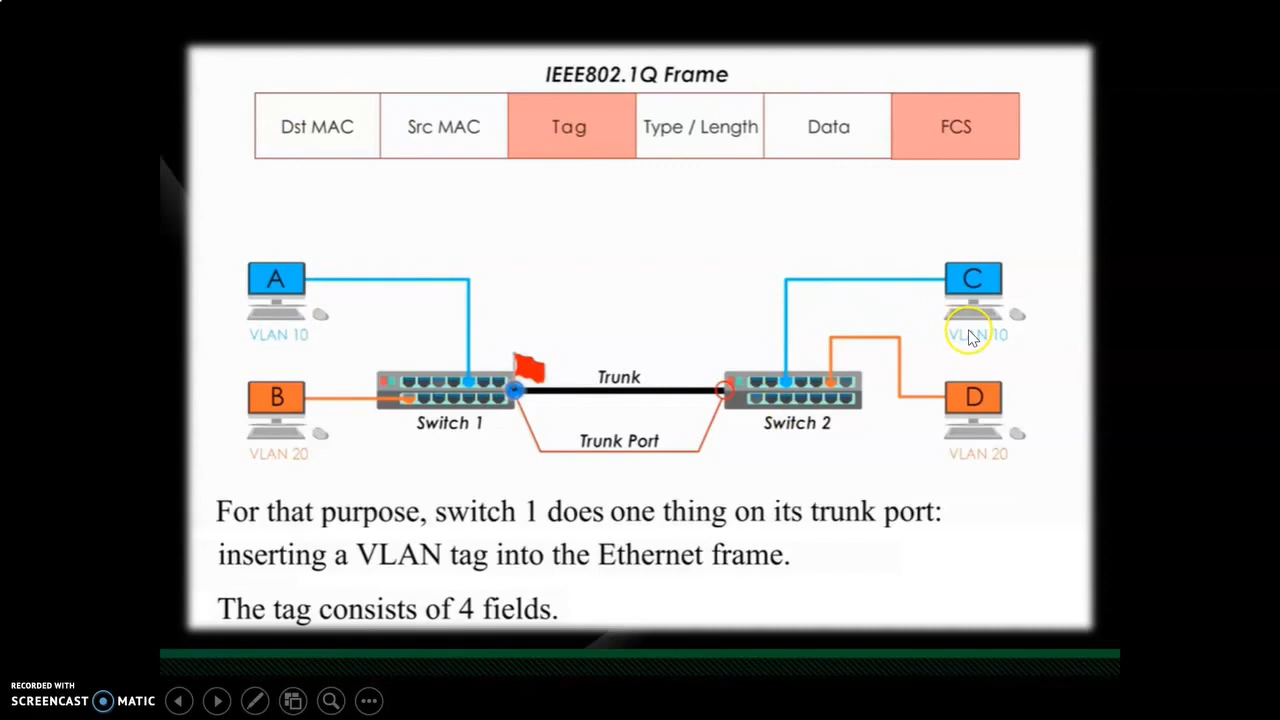 IEEE802.1Q Frame
Dst MAC Src MAC Tag Type / Length Data FCS
A C
VLAN 10 VLAN 10
Trunk
B D
Switch 1 Switch 2
Trunk Port
VLAN 20 VLAN 20
For that purpose, switch 1 does one thing on its trunk port:
inserting a VLAN tag into the Ethernet frame.
The tag consists of 4 fields.
RECORDED WITH
SCREENCAST MATIC